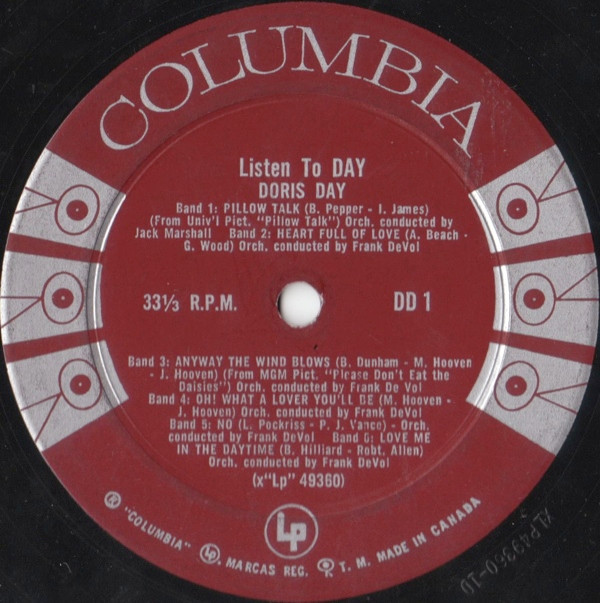 COLUMBIA
Listen To DAY
DORIS DAY
Band 1: PILLOW TALK (B. Pepper - I. James)
(From Univ'l Pict. "Pillow Talk") Orch. conducted by
Jack Marshall Band 2: HEART FULL OF LOVE (A. Beach -
G. Wood) Orch. conducted by Frank DeVol
33⅓ R.P.M.
DD 1
Band 3: ANYWAY THE WIND BLOWS (B. Dunham - M. Hooven
- J. Hooven) (From MGM Pict. "Please Don't Eat the
Daisies") Orch. conducted by Frank De Vol
Band 4: OH! WHAT A LOVER YOU'LL BE (M. Hooven -
J. Hooven) Orch. conducted by Frank DeVol
Band 5: NO (L. Pockriss - P. J. Vance) - Orch.
conducted by Frank DeVol Band 6: LOVE ME
IN THE DAYTIME (B. Hilliard - Robt. Allen)
Orch. conducted by Frank DeVol
(x"Lp" 49360)
Lp
® "COLUMBIA" Lp, MARCAS REG. T. M. MADE IN CANADA
XLP49360-10